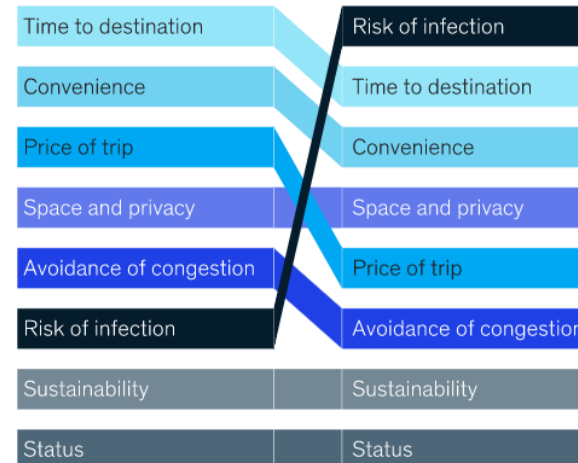 Time to destination
Risk of infection
Convenience
Time to destination
Price of trip
Convenience
Space and privacy
Space and privacy
Avoidance of congestion
Price of trip
Risk of infection
Avoidance of congestion
Sustainability
Sustainability
Status
Status